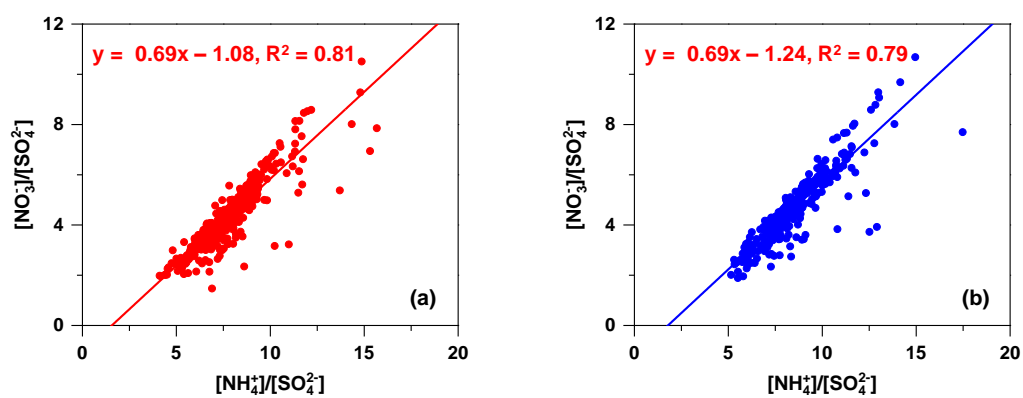 12
8
4
0
y = 0.69x – 1.08, R² = 0.81
(a)
0 5 10 15 20
[NO₃⁻]/[SO₄²⁻]
[NH₄⁺]/[SO₄²⁻]
12
8
4
0
y = 0.69x – 1.24, R² = 0.79
(b)
0 5 10 15 20
[NO₃⁻]/[SO₄²⁻]
[NH₄⁺]/[SO₄²⁻]